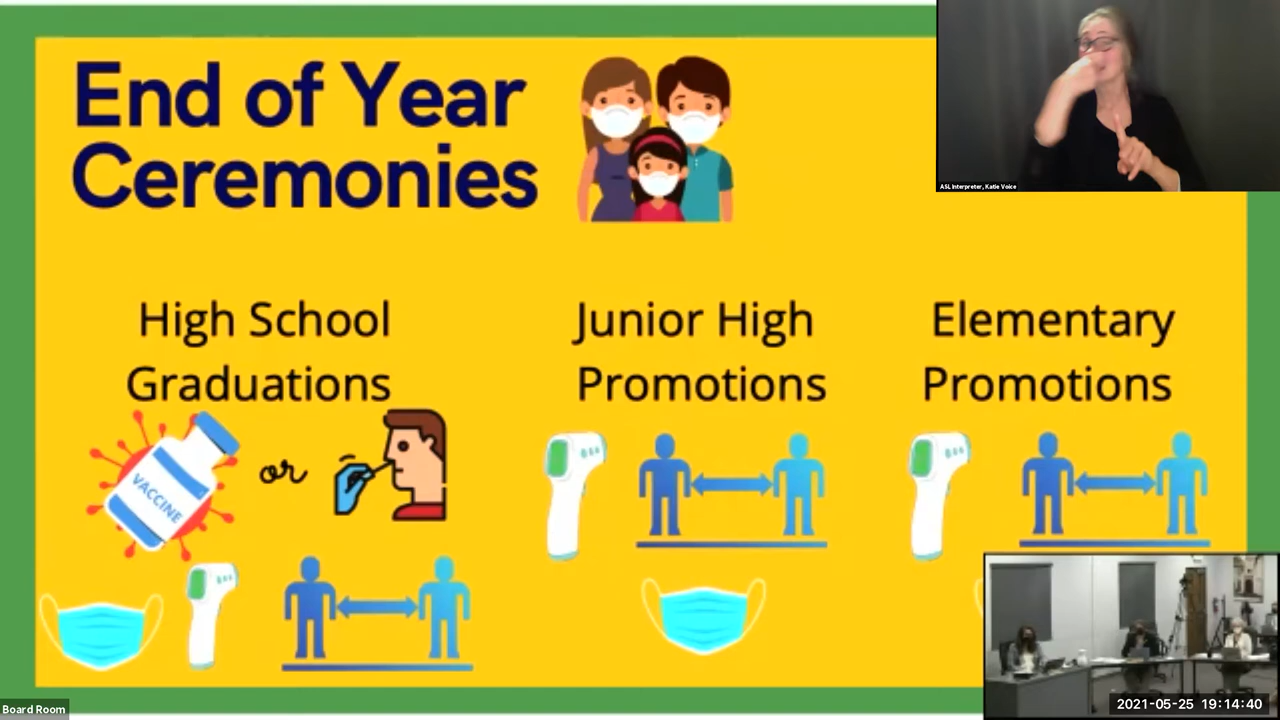 End of Year
Ceremonies
ASL Interpreter, Katie Voice
High School
Graduations
Junior High
Promotions
Elementary
Promotions
VACCINE
or
Board Room
2021-05-25 19:14:40